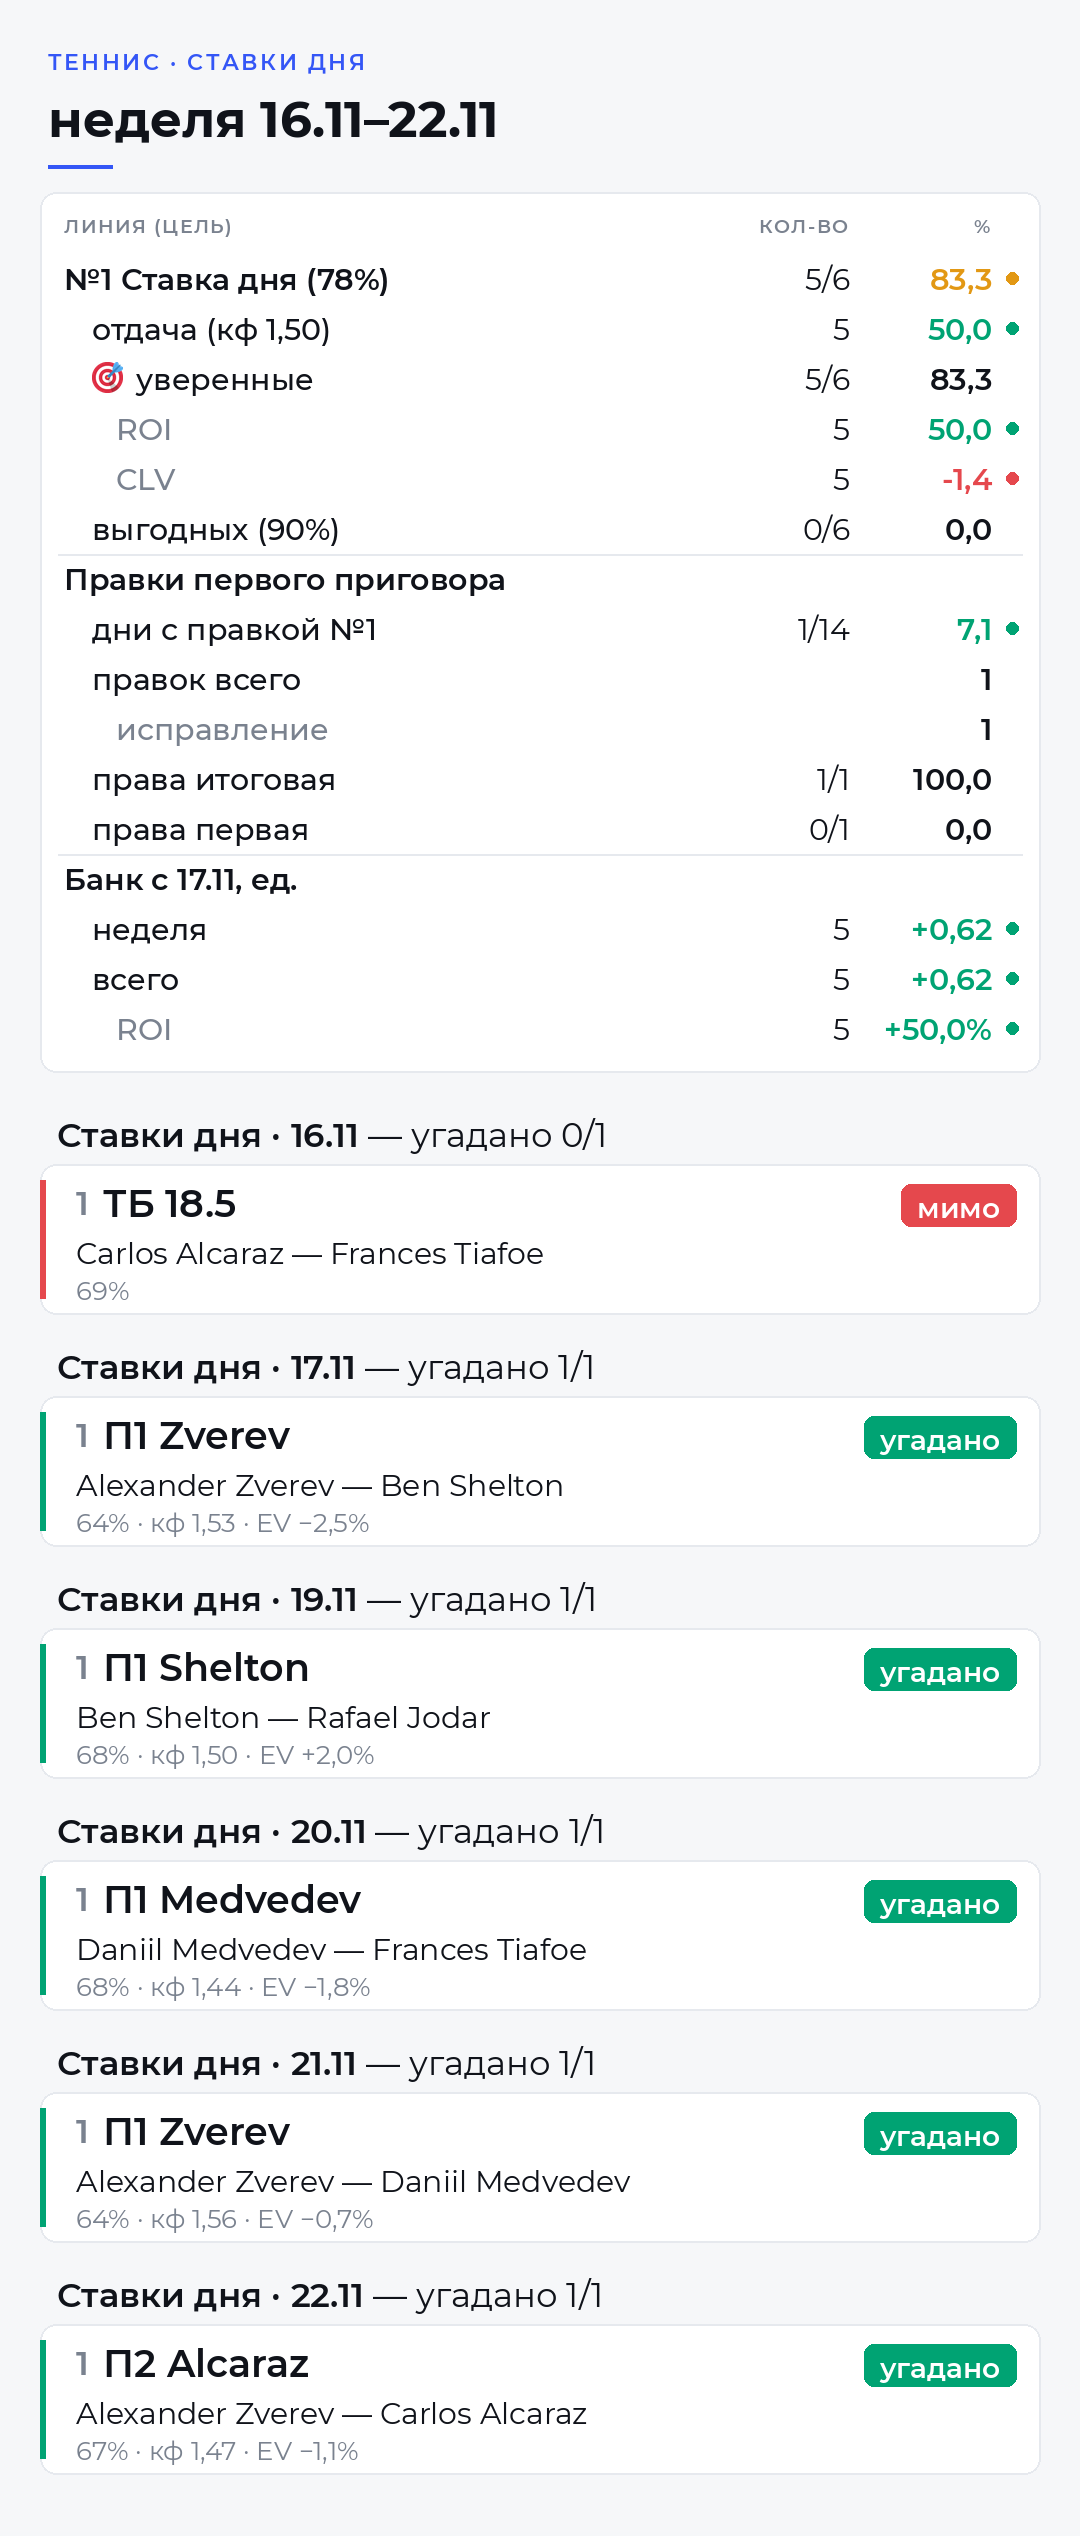 ТЕННИС · СТАВКИ ДНЯ
неделя 16.11–22.11
ЛИНИЯ (ЦЕЛЬ) КОЛ-ВО %
№1 Ставка дня (78%) 5/6 83,3
отдача (кф 1,50) 5 50,0
уверенные 5/6 83,3
ROI 5 50,0
CLV 5 -1,4
выгодных (90%) 0/6 0,0
Правки первого приговора
дни с правкой №1 1/14 7,1
правок всего 1
исправление 1
права итоговая 1/1 100,0
права первая 0/1 0,0
Банк с 17.11, ед.
неделя 5 +0,62
всего 5 +0,62
ROI 5 +50,0%
Ставки дня · 16.11 — угадано 0/1
1 ТБ 18.5 мимо
Carlos Alcaraz — Frances Tiafoe
69%
Ставки дня · 17.11 — угадано 1/1
1 П1 Zverev угадано
Alexander Zverev — Ben Shelton
64% · кф 1,53 · EV −2,5%
Ставки дня · 19.11 — угадано 1/1
1 П1 Shelton угадано
Ben Shelton — Rafael Jodar
68% · кф 1,50 · EV +2,0%
Ставки дня · 20.11 — угадано 1/1
1 П1 Medvedev угадано
Daniil Medvedev — Frances Tiafoe
68% · кф 1,44 · EV −1,8%
Ставки дня · 21.11 — угадано 1/1
1 П1 Zverev угадано
Alexander Zverev — Daniil Medvedev
64% · кф 1,56 · EV −0,7%
Ставки дня · 22.11 — угадано 1/1
1 П2 Alcaraz угадано
Alexander Zverev — Carlos Alcaraz
67% · кф 1,47 · EV −1,1%